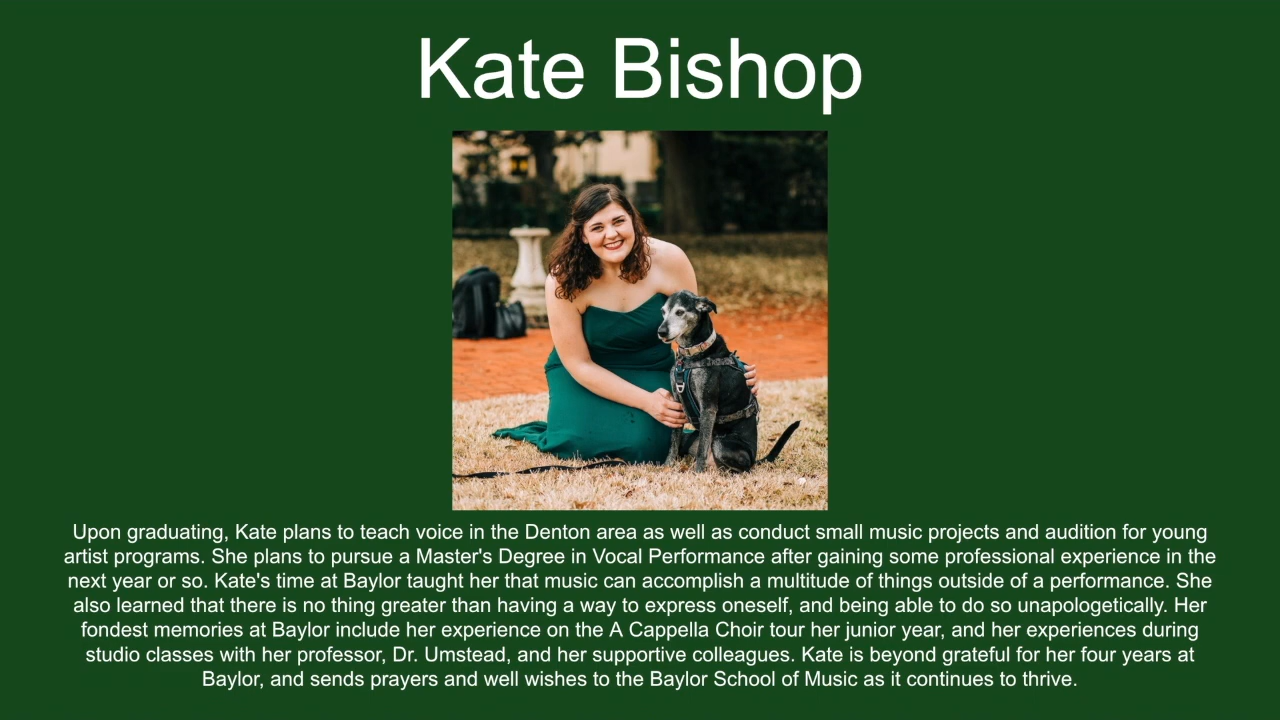 Kate Bishop
Upon graduating, Kate plans to teach voice in the Denton area as well as conduct small music projects and audition for young
artist programs. She plans to pursue a Master's Degree in Vocal Performance after gaining some professional experience in the
next year or so. Kate's time at Baylor taught her that music can accomplish a multitude of things outside of a performance. She
also learned that there is no thing greater than having a way to express oneself, and being able to do so unapologetically. Her
fondest memories at Baylor include her experience on the A Cappella Choir tour her junior year, and her experiences during
studio classes with her professor, Dr. Umstead, and her supportive colleagues. Kate is beyond grateful for her four years at
Baylor, and sends prayers and well wishes to the Baylor School of Music as it continues to thrive.